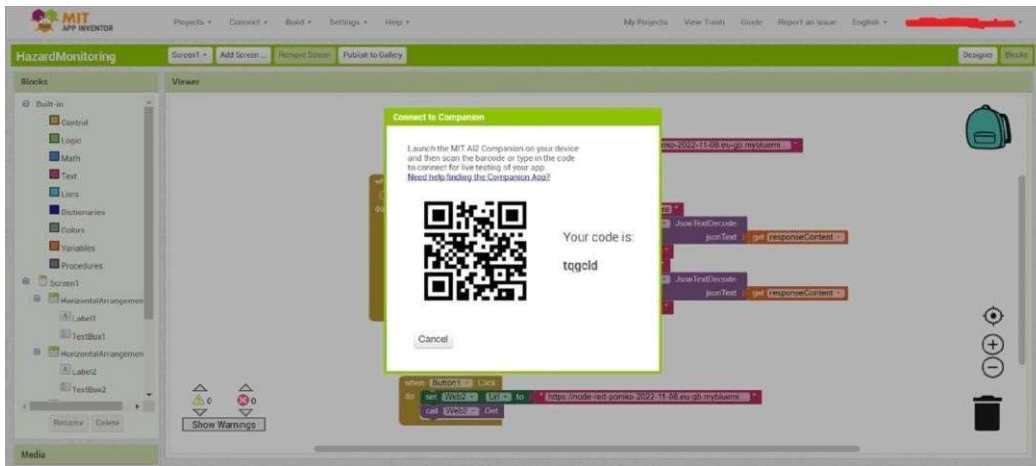 MIT
APP INVENTOR
Projects
Connect
Build
Settings
Help
My Projects
View Trash
Guide
Report an Issue
English
HazardMonitoring
Screen1
Add Screen ...
Remove Screen
Publish to Gallery
Designer
Blocks
Blocks
Viewer
Built-in
Control
Logic
Math
Text
Lists
Dictionaries
Colors
Variables
Procedures
Screen1
HorizontalArrangemen
Label1
TextBox1
HorizontalArrangemen
Label2
TextBox2
Rename
Delete
Media
0
0
Show Warnings
Connect to Companion
Launch the MIT AI2 Companion on your device
and then scan the barcode or type in the code
to connect for live testing of your app.
Need help finding the Companion App?
Your code is:
tqgcld
Cancel
-2022-11-08.eu-gb.mybluemi...
do
JsonTextDecode
jsonText get responseContent
JsonTextDecode
jsonText get responseContent
when Button1 Click
do set Web2 Url to
call Web2 Get